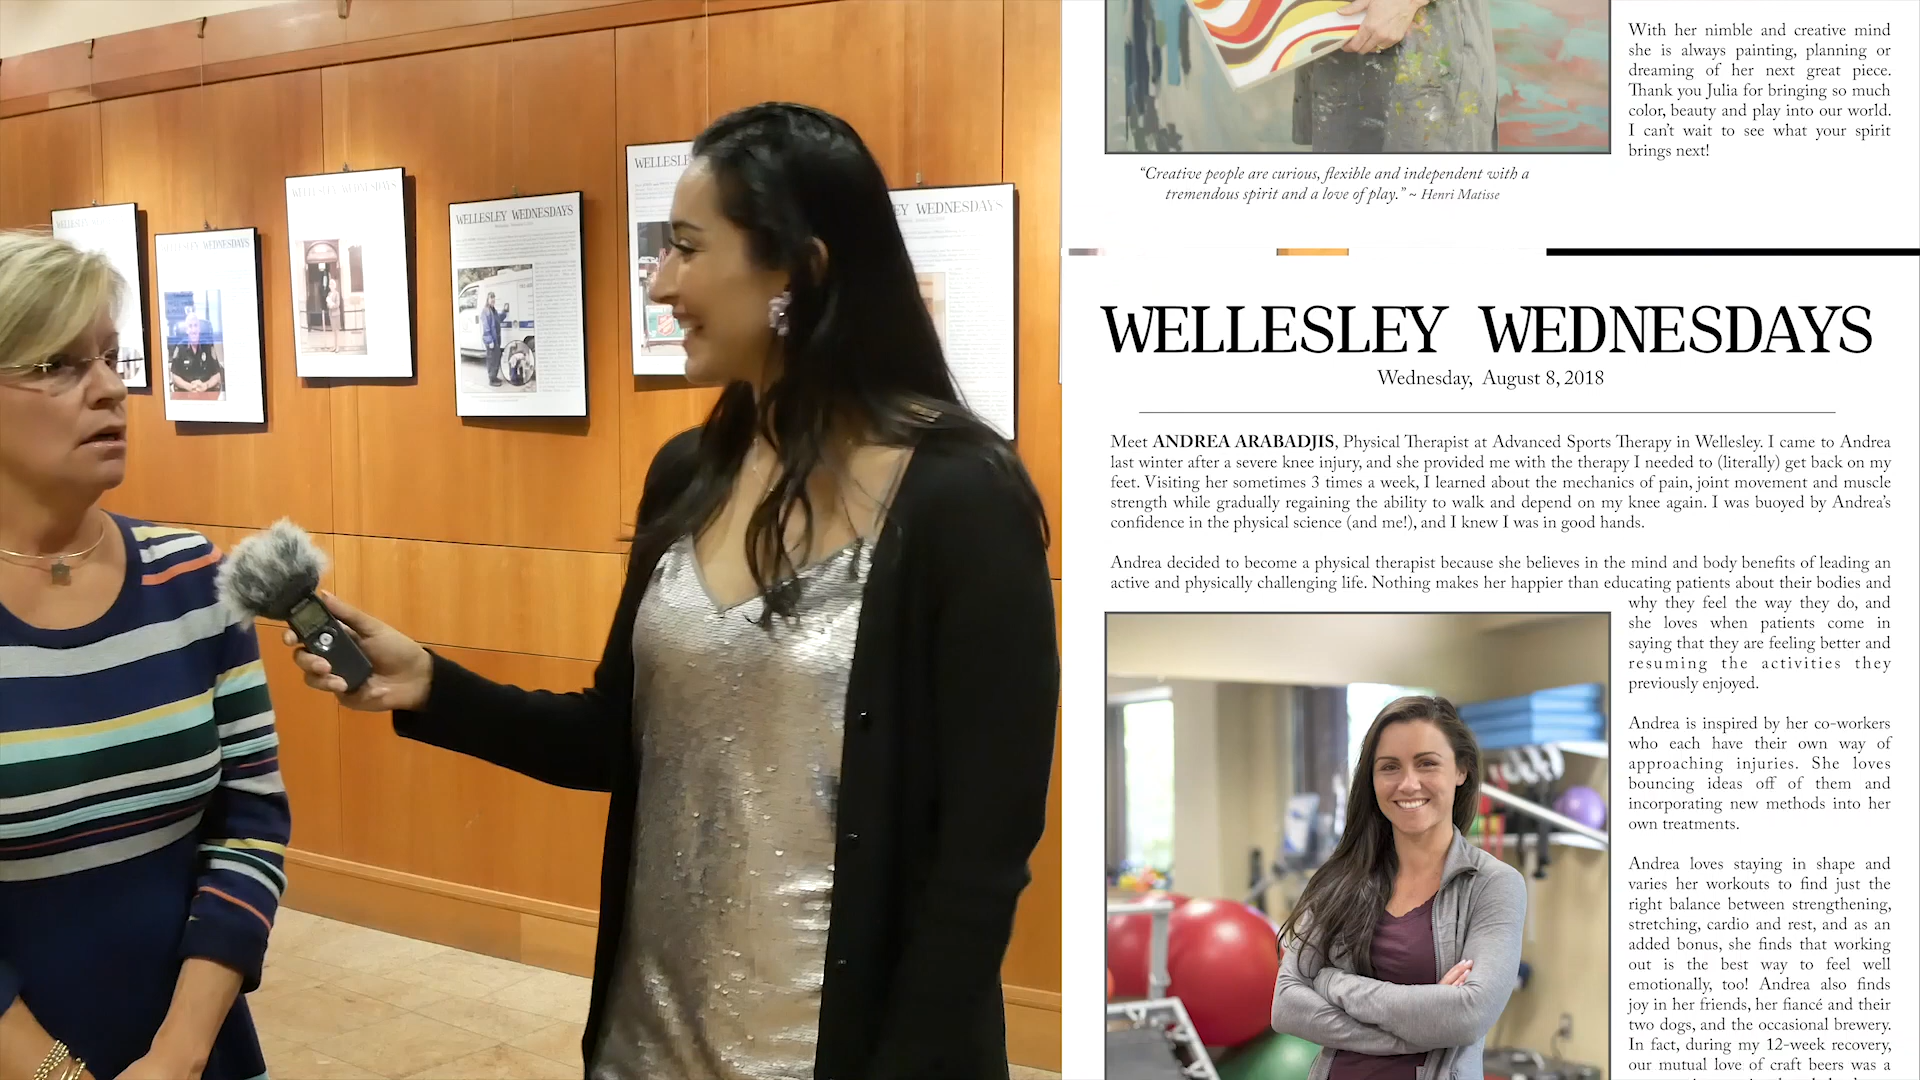 WELLESLEY WEDNESDAYS
WELLESLEY WEDNESDAYS
WELLESLEY WEDNESDAYS
WELLESLEY WEDNESDAYS
WEDNESDAYS
With her nimble and creative mind
she is always painting, planning or
dreaming of her next great piece.
Thank you Julia for bringing so much
color, beauty and play into our world.
I can't wait to see what your spirit
brings next!
“Creative people are curious, flexible and independent with a
tremendous spirit and a love of play.” ~ Henri Matisse
WELLESLEY WEDNESDAYS
Wednesday, August 8, 2018
Meet ANDREA ARABADJIS, Physical Therapist at Advanced Sports Therapy in Wellesley. I came to Andrea
last winter after a severe knee injury, and she provided me with the therapy I needed to (literally) get back on my
feet. Visiting her sometimes 3 times a week, I learned about the mechanics of pain, joint movement and muscle
strength while gradually regaining the ability to walk and depend on my knee again. I was buoyed by Andrea's
confidence in the physical science (and me!), and I knew I was in good hands.
Andrea decided to become a physical therapist because she believes in the mind and body benefits of leading an
active and physically challenging life. Nothing makes her happier than educating patients about their bodies and
why they feel the way they do, and
she loves when patients come in
saying that they are feeling better and
resuming the activities they
previously enjoyed.
Andrea is inspired by her co-workers
who each have their own way of
approaching injuries. She loves
bouncing ideas off of them and
incorporating new methods into her
own treatments.
Andrea loves staying in shape and
varies her workouts to find just the
right balance between strengthening,
stretching, cardio and rest, and as an
added bonus, she finds that working
out is the best way to feel well
emotionally, too! Andrea also finds
joy in her friends, her fiancé and their
two dogs, and the occasional brewery.
In fact, during my 12-week recovery,
our mutual love of craft beers was a